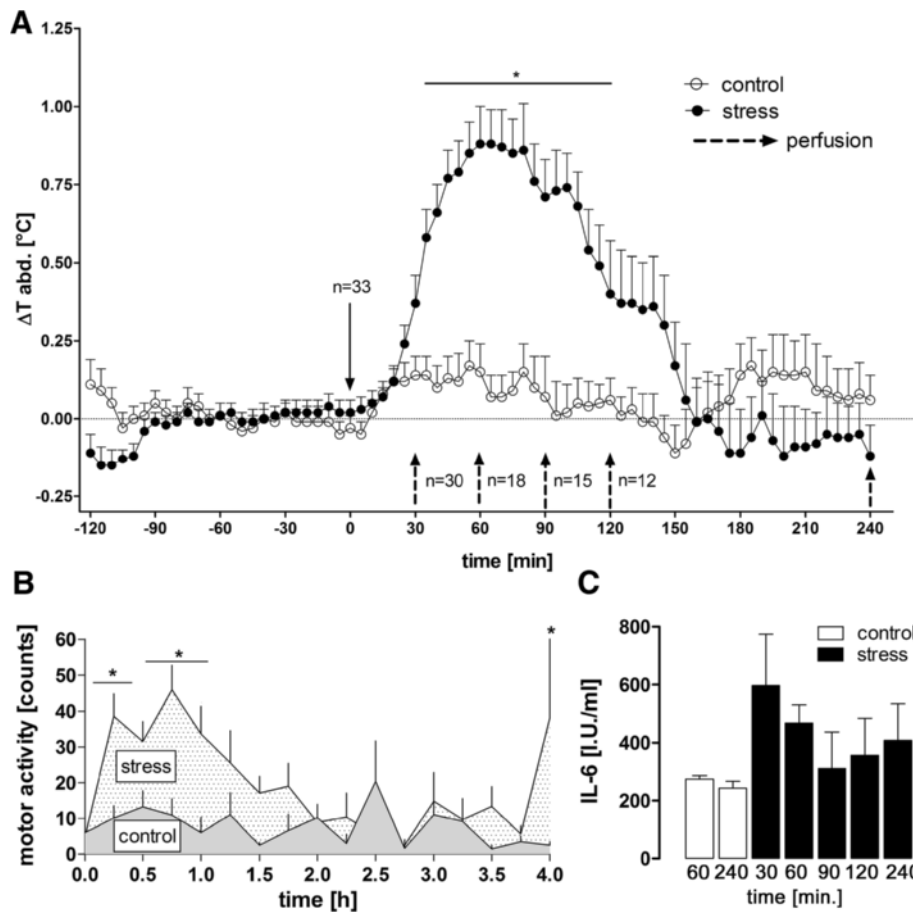 A
ΔT abd. [°C]
1.25
1.00
0.75
0.50
0.25
0.00
-0.25
*
control
stress
perfusion
n=33
n=30
n=18
n=15
n=12
-120 -90 -60 -30 0 30 60 90 120 150 180 210 240
time [min]
B
motor activity [counts]
60
50
40
30
20
10
0
* * *
stress
control
0.0 0.5 1.0 1.5 2.0 2.5 3.0 3.5 4.0
time [h]
C
IL-6 [I.U./ml]
800
600
400
200
0
control
stress
60 240 30 60 90 120 240
time [min.]